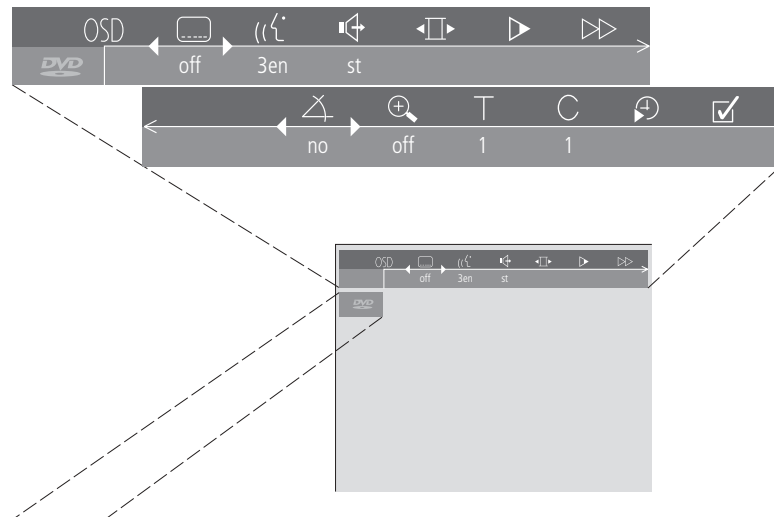 OSD
DVD off 3en st
T C
no off 1 1
OSD
off 3en st
DVD